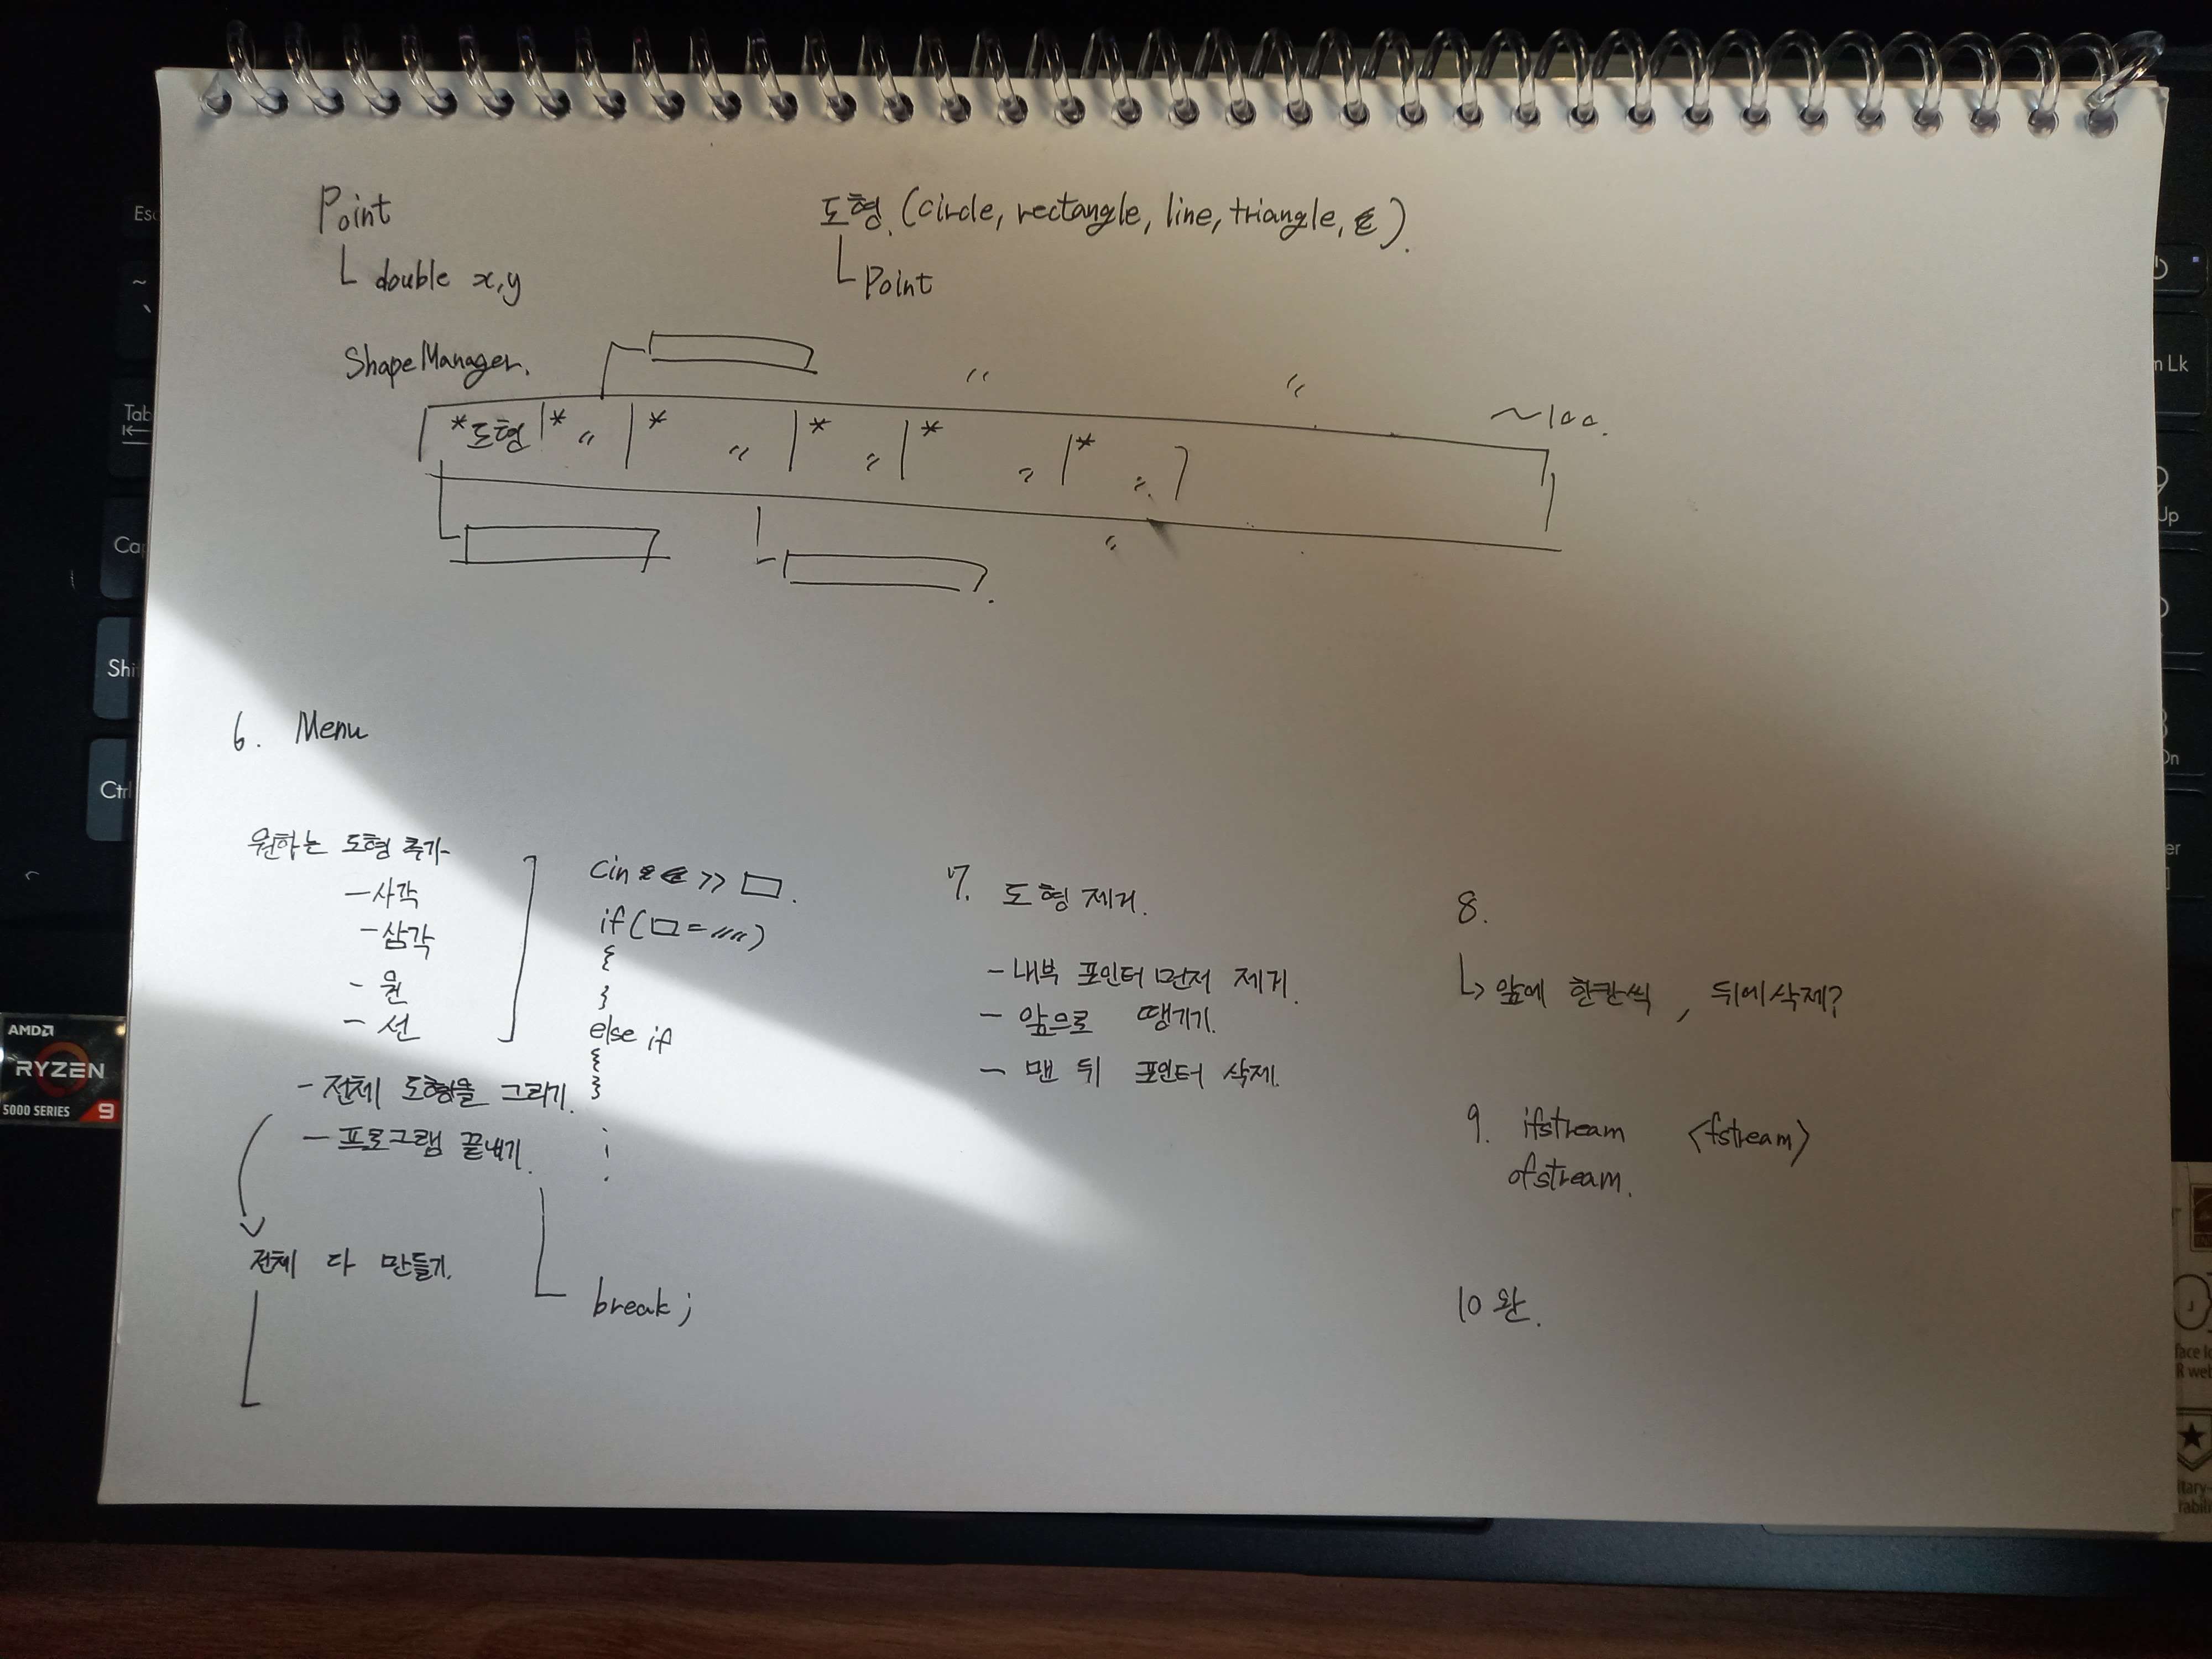 Point
도형. (circle, rectangle, line, triangle, )
└ double x,y
└ Point
ShapeManager.
~100.
*도형 | * 〃 | * 〃 | * 〃 | * 〃 | * 〃
6. Menu
원하는 도형 추가
- 사각
- 삼각
- 원
- 선
- 전체 도형을 그리기.
- 프로그램 끝내기.
전체 다 만들기.
cin >> □.
if(□=〃〃)
{
}
else if
{
}
break;
7. 도형 제거.
- 내부 포인터 먼저 제거.
- 앞으로 땡기기.
- 맨 뒤 포인터 삭제.
8.
↳ 앞에 한칸씩, 뒤에 삭제?
9. ifstream <fstream>
ofstream.
10 완.
Esc
Tab
Shi
Ctrl
AMD
RYZEN
5000 SERIES 9